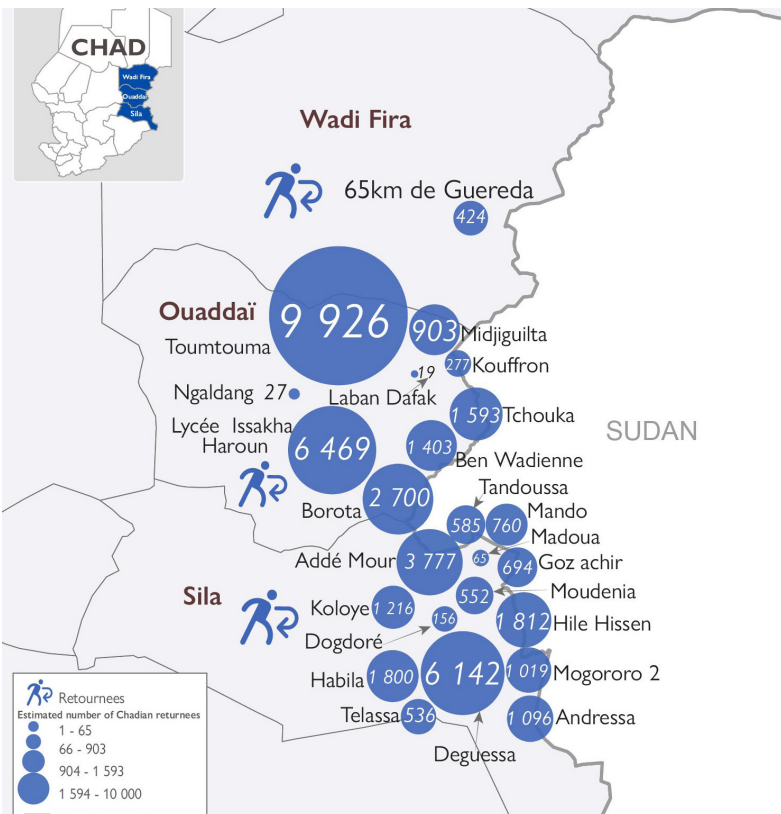 CHAD
Wadi Fira
Ouaddaï
Sila
Wadi Fira
65km de Guereda
424
Ouaddaï
9 926
903
Midjiguilta
Toumtouma
277
Kouffron
19
Ngaldang 27
Laban Dafak
1 593
Tchouka
Lycée Issakha
Haroun
6 469
1 403
Ben Wadienne
SUDAN
2 700
Borota
Tandoussa
585
760
Mando
Madoua
Addé Mour
3 777
65
694
Goz achir
Sila
552
Moudenia
Koloye
1 216
156
1 812
Hile Hissen
Dogdoré
Habila
1 800
6 142
1 019
Mogororo 2
Telassa
536
1 096
Andressa
Deguessa
Retournees
Estimated number of Chadian returnees
1 - 65
66 - 903
904 - 1 593
1 594 - 10 000